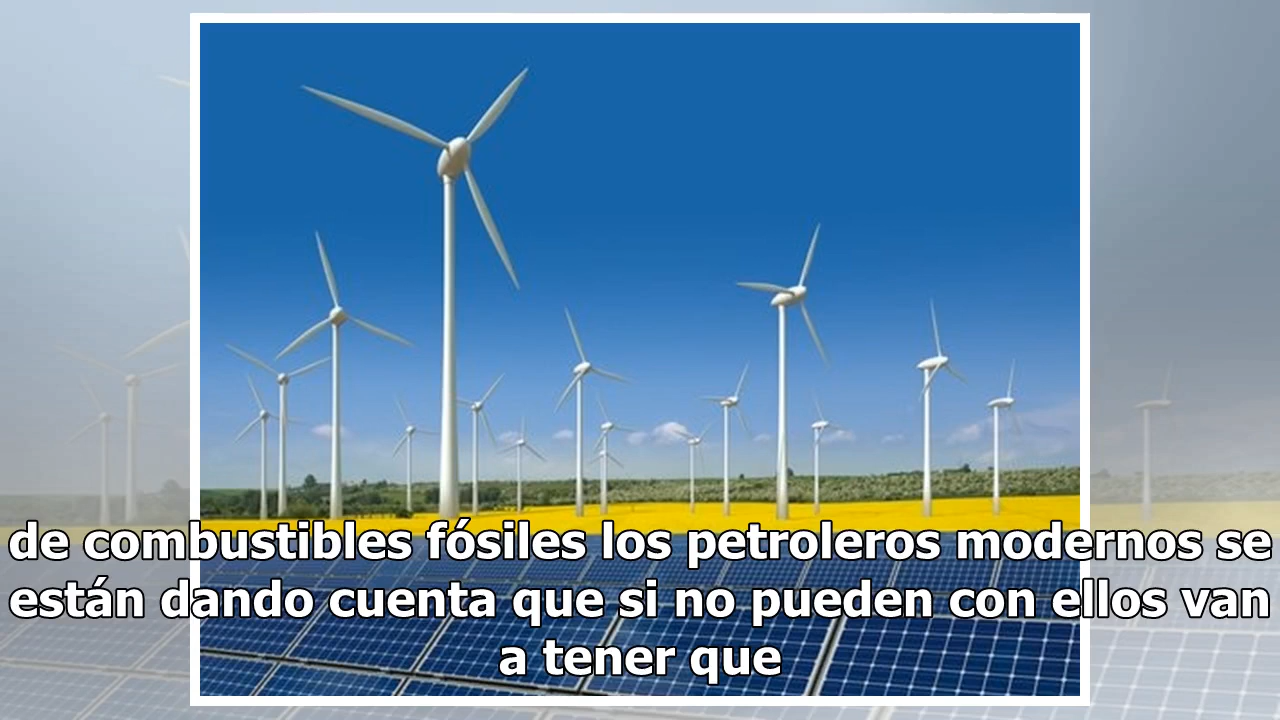 de combustibles fósiles los petroleros modernos se
están dando cuenta que si no pueden con ellos van
a tener que